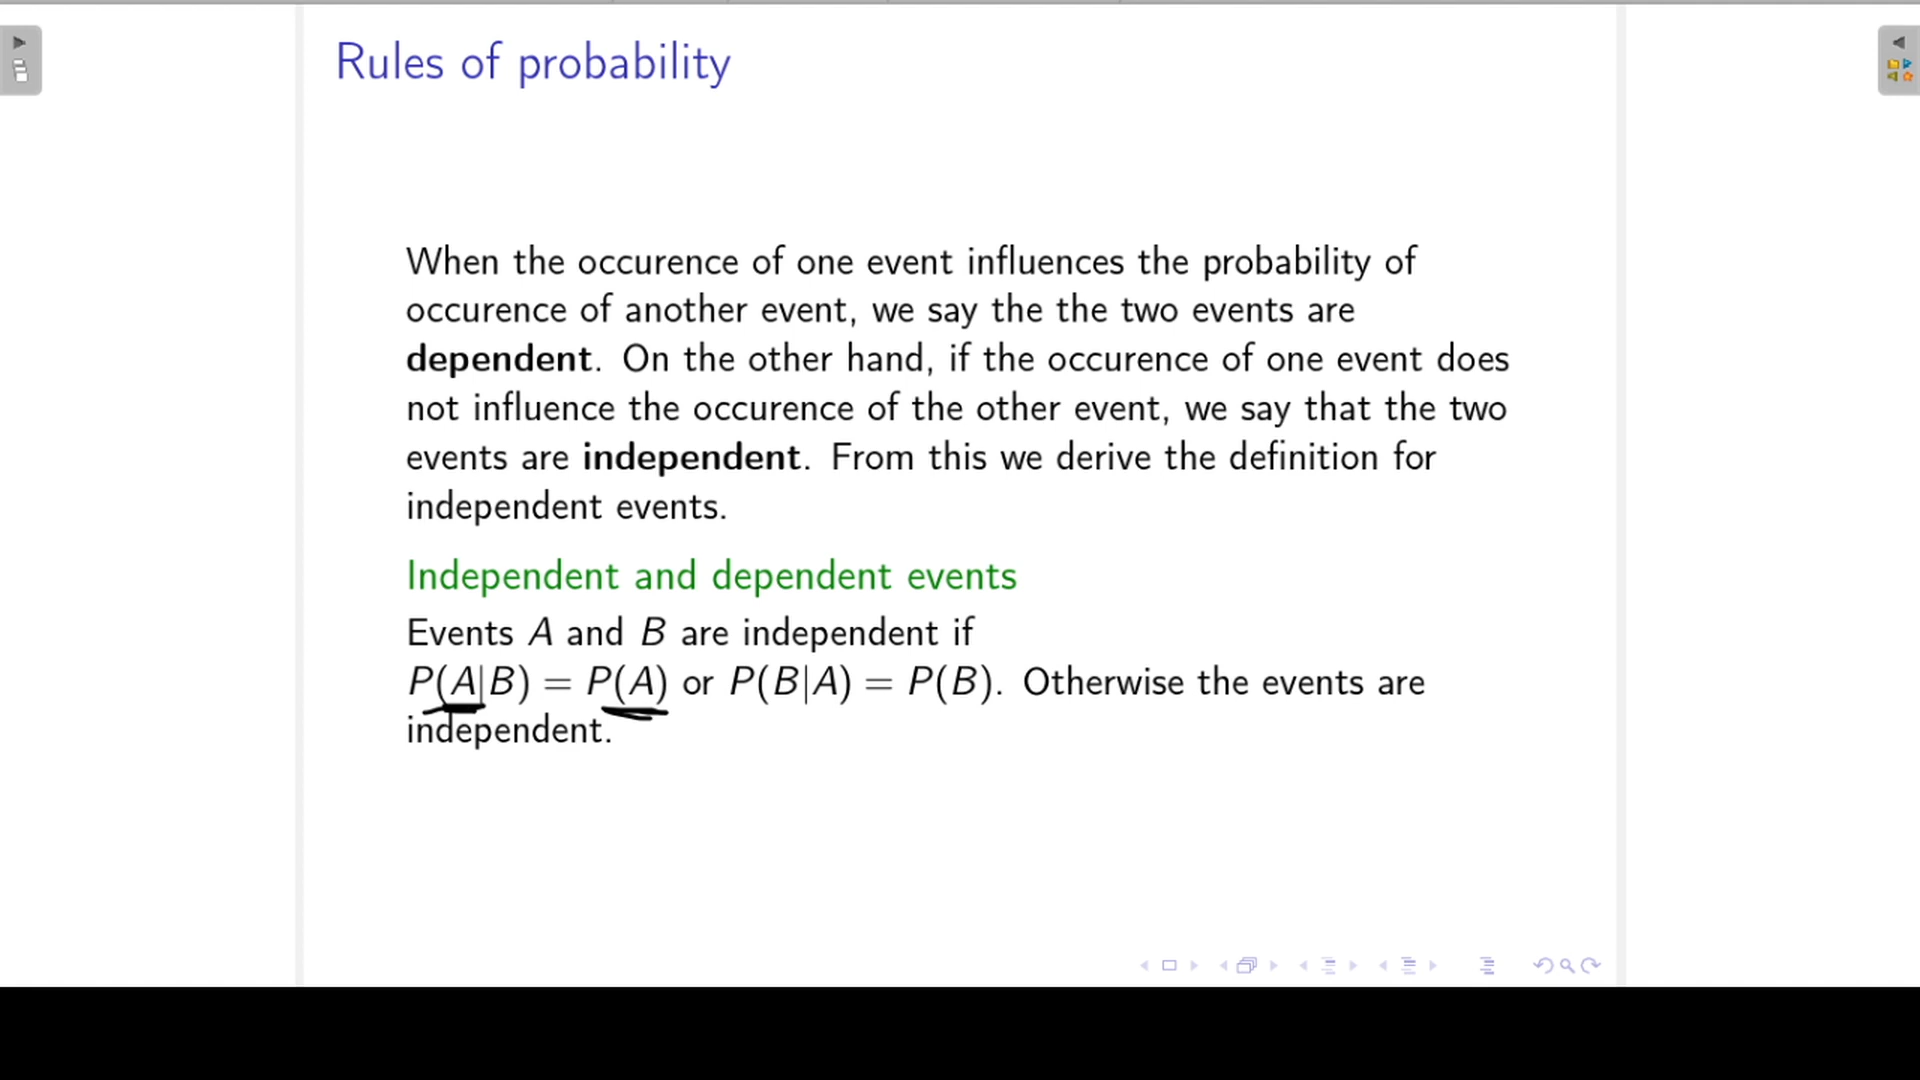 Rules of probability
When the occurence of one event influences the probability of
occurence of another event, we say the the two events are
dependent. On the other hand, if the occurence of one event does
not influence the occurence of the other event, we say that the two
events are independent. From this we derive the definition for
independent events.
Independent and dependent events
Events A and B are independent if
P(A|B) = P(A) or P(B|A) = P(B). Otherwise the events are
independent.